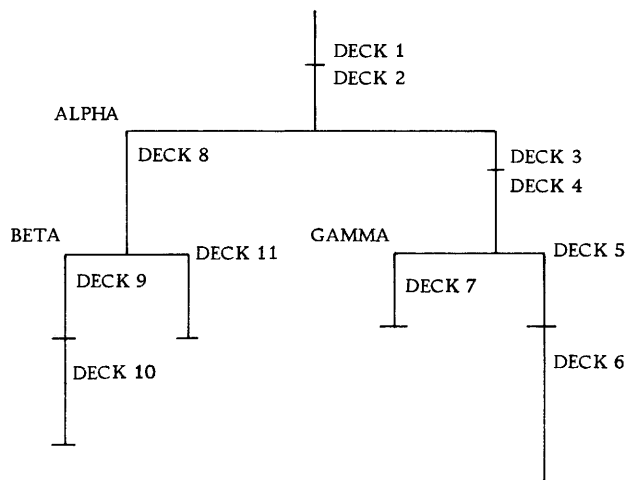 DECK 1
DECK 2
ALPHA
DECK 8
DECK 3
DECK 4
BETA
DECK 11
GAMMA
DECK 5
DECK 9
DECK 7
DECK 10
DECK 6